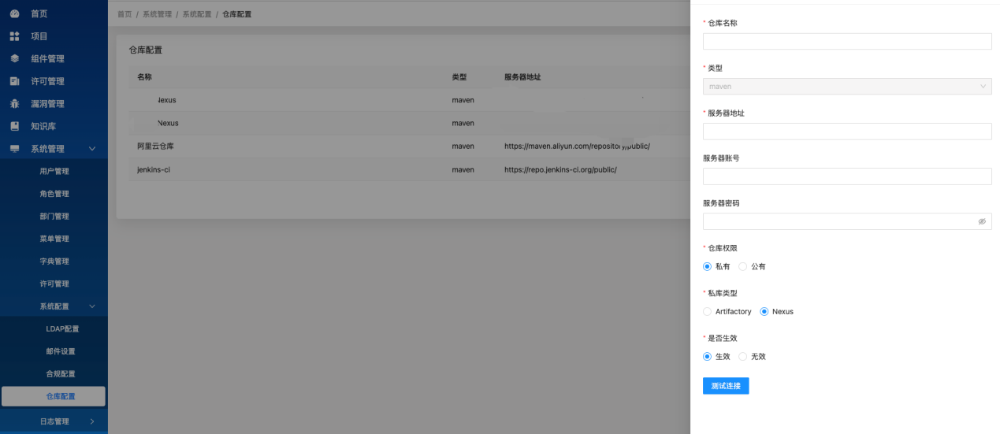 首页
项目
组件管理
许可管理
漏洞管理
知识库
系统管理
用户管理
角色管理
部门管理
菜单管理
字典管理
许可管理
系统配置
LDAP配置
邮件设置
合规配置
仓库配置
日志管理
首页 / 系统管理 / 系统配置 / 仓库配置
仓库配置
名称 类型 服务器地址
Nexus maven
Nexus maven
阿里云仓库 maven https://maven.aliyun.com/repository/public/
jenkins-ci maven https://repo.jenkins-ci.org/public/
* 仓库名称
* 类型
maven
* 服务器地址
服务器账号
服务器密码
* 仓库权限
私有 公有
* 私库类型
Artifactory Nexus
* 是否生效
生效 无效
测试连接